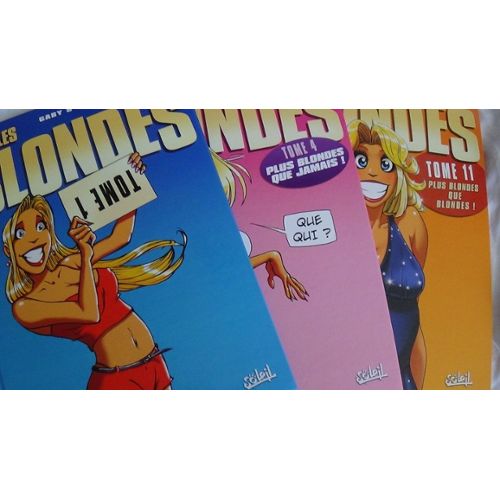 LES
BLONDES
TOME 1
Soleil
NDES
TOME 4
PLUS BLONDES
QUE JAMAIS !
QUE
QUI ?
Soleil
NDES
TOME 11
PLUS BLONDES
QUE
BLONDES !
Soleil